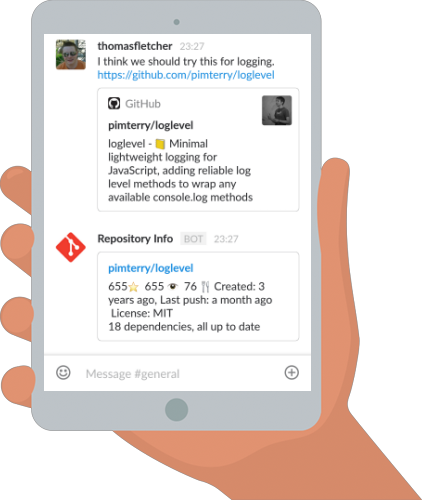 thomasfletcher 23:27
I think we should try this for logging.
https://github.com/pimterry/loglevel
GitHub
pimterry/loglevel
loglevel - 📒 Minimal
lightweight logging for
JavaScript, adding reliable log
level methods to wrap any
available console.log methods
Repository Info BOT 23:27
pimterry/loglevel
655⭐ 655 👁 76 🍴 Created: 3
years ago, Last push: a month ago
License: MIT
18 dependencies, all up to date
Message #general